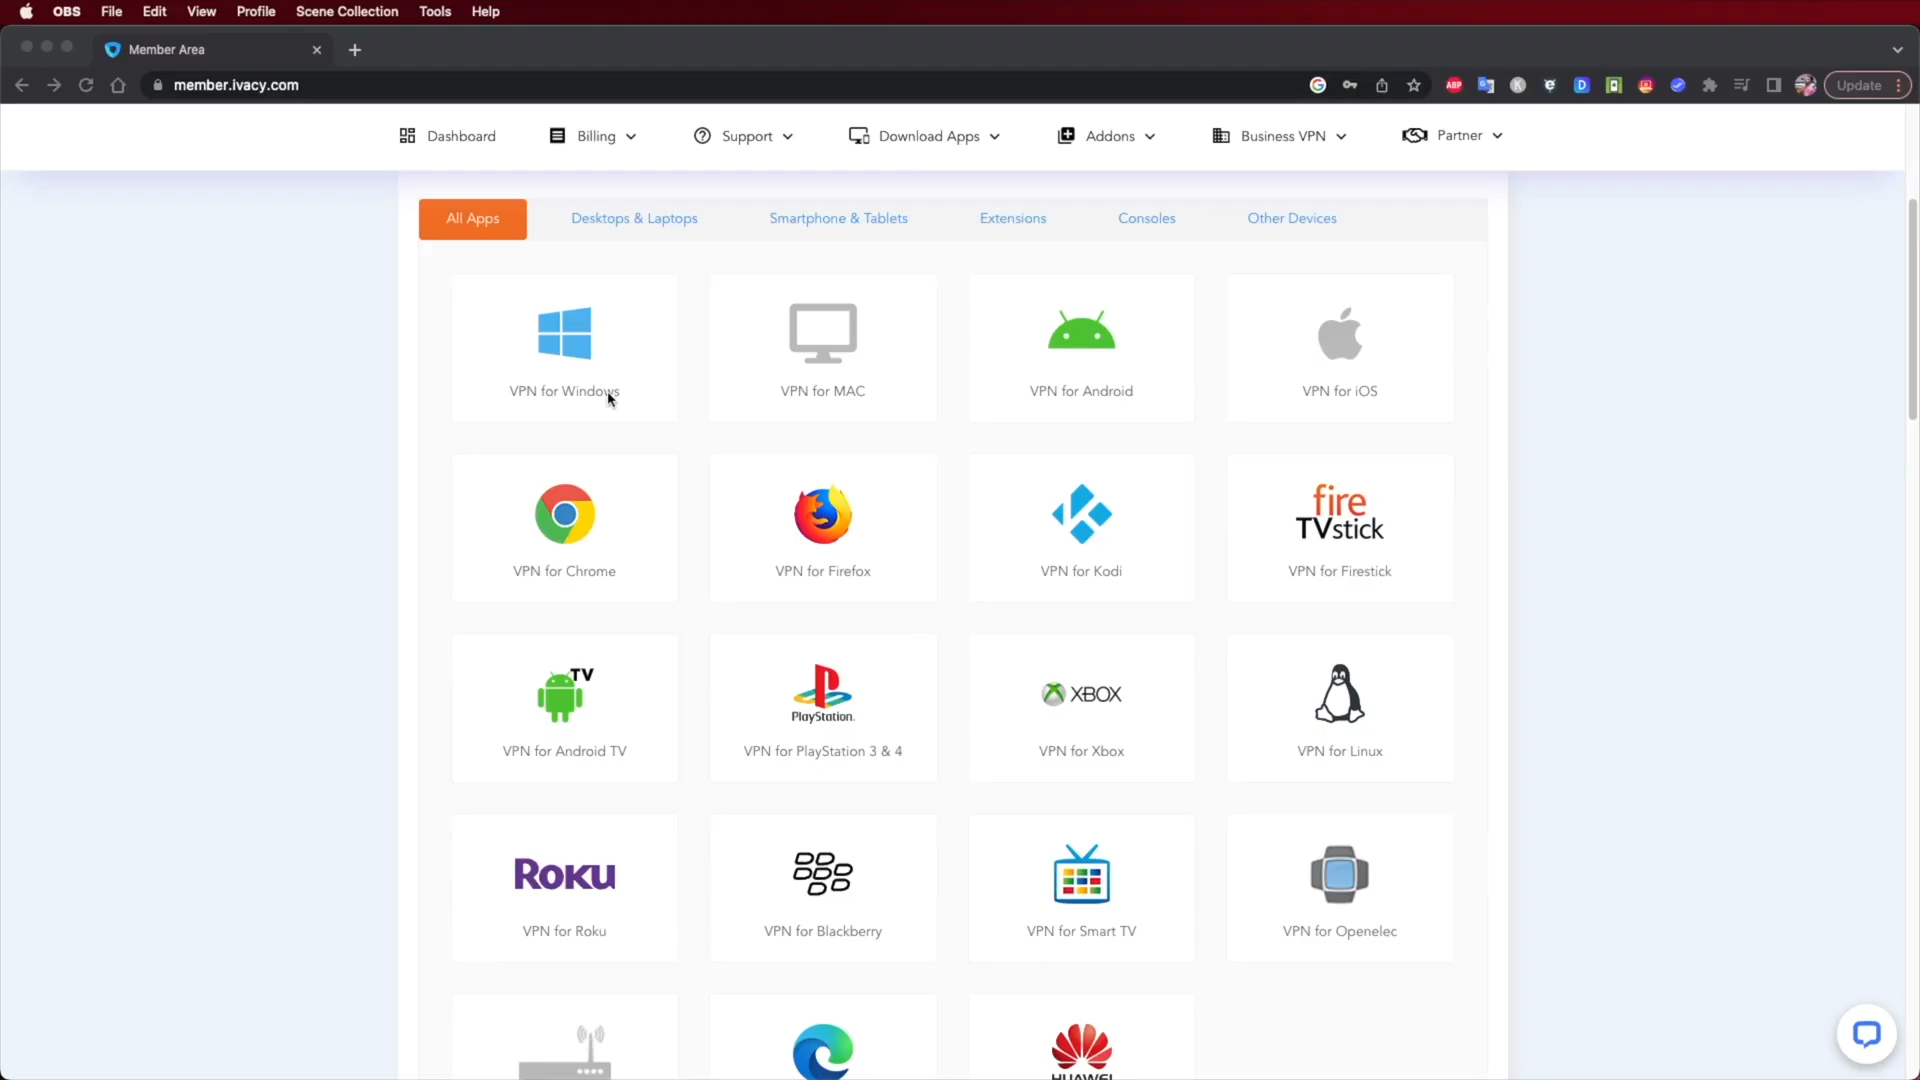 OBS File Edit View Profile Scene Collection Tools Help
Member Area
member.ivacy.com
ABP
K
D
Update
Dashboard Billing Support Download Apps Addons Business VPN Partner
All Apps Desktops & Laptops Smartphone & Tablets Extensions Consoles Other Devices
VPN for Windows VPN for MAC VPN for Android VPN for iOS
fire
TVstick
VPN for Chrome VPN for Firefox VPN for Kodi VPN for Firestick
TV
PlayStation.
XBOX
VPN for Android TV VPN for PlayStation 3 & 4 VPN for Xbox VPN for Linux
ROKU
VPN for Roku VPN for Blackberry VPN for Smart TV VPN for Openelec
HUAWEI